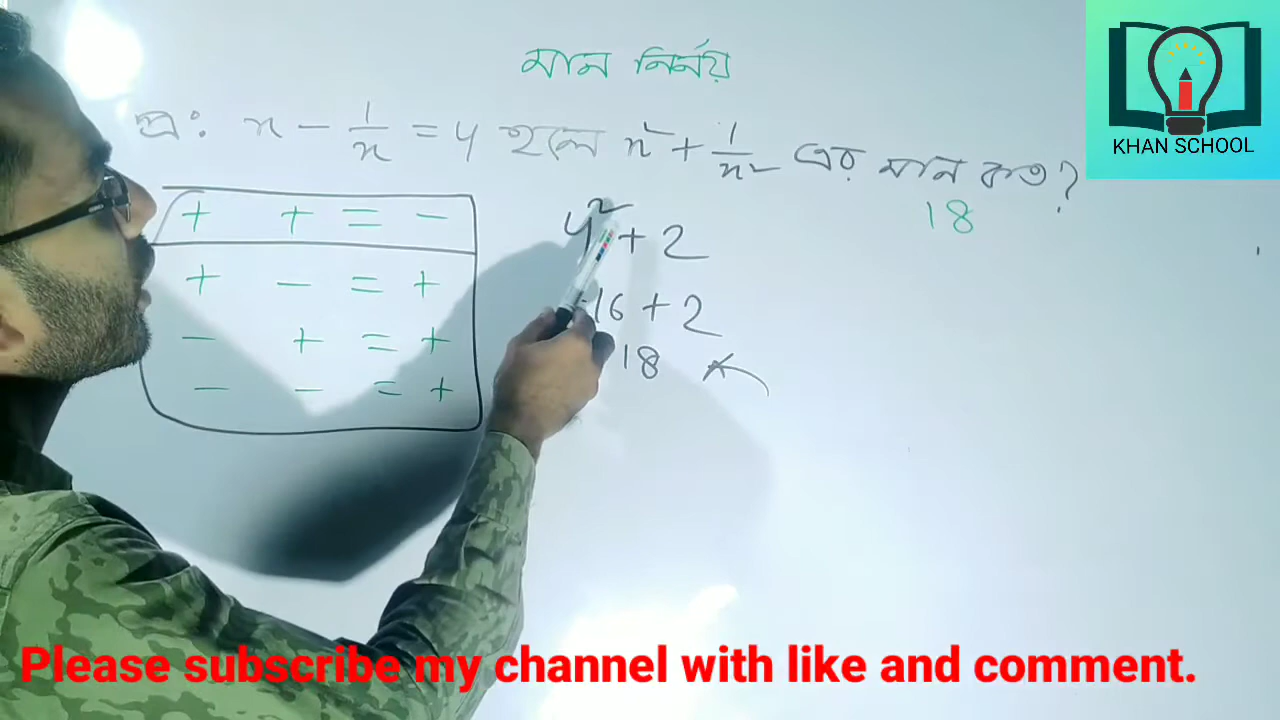 মান নির্নয়
KHAN SCHOOL
প্র: x - 1/x = 4 হলে x² + 1/x² এর মান কত?
18
+ + = -
+ - = +
- + = +
- - = +
4² + 2
16 + 2
18
Please subscribe my channel with like and comment.